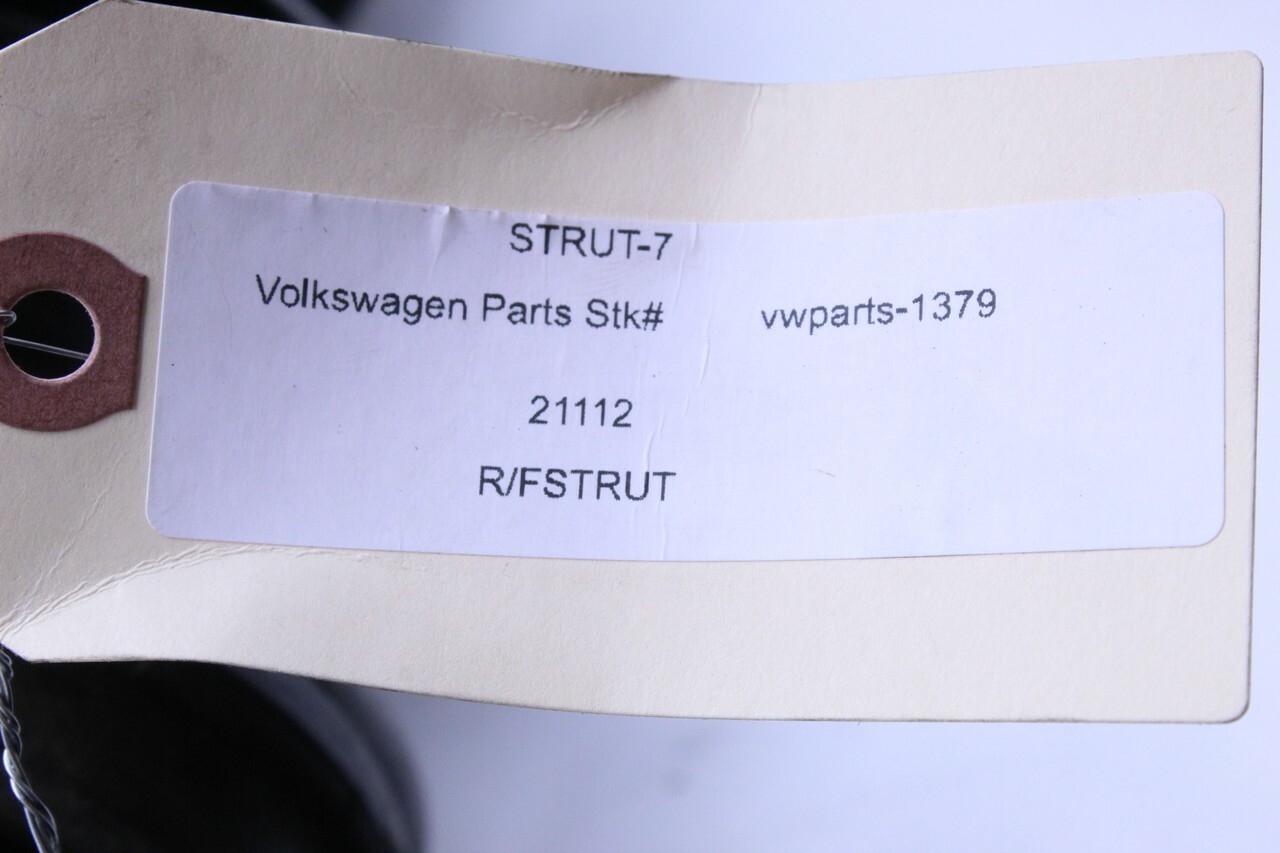 STRUT-7
Volkswagen Parts Stk# vwparts-1379
21112
R/FSTRUT